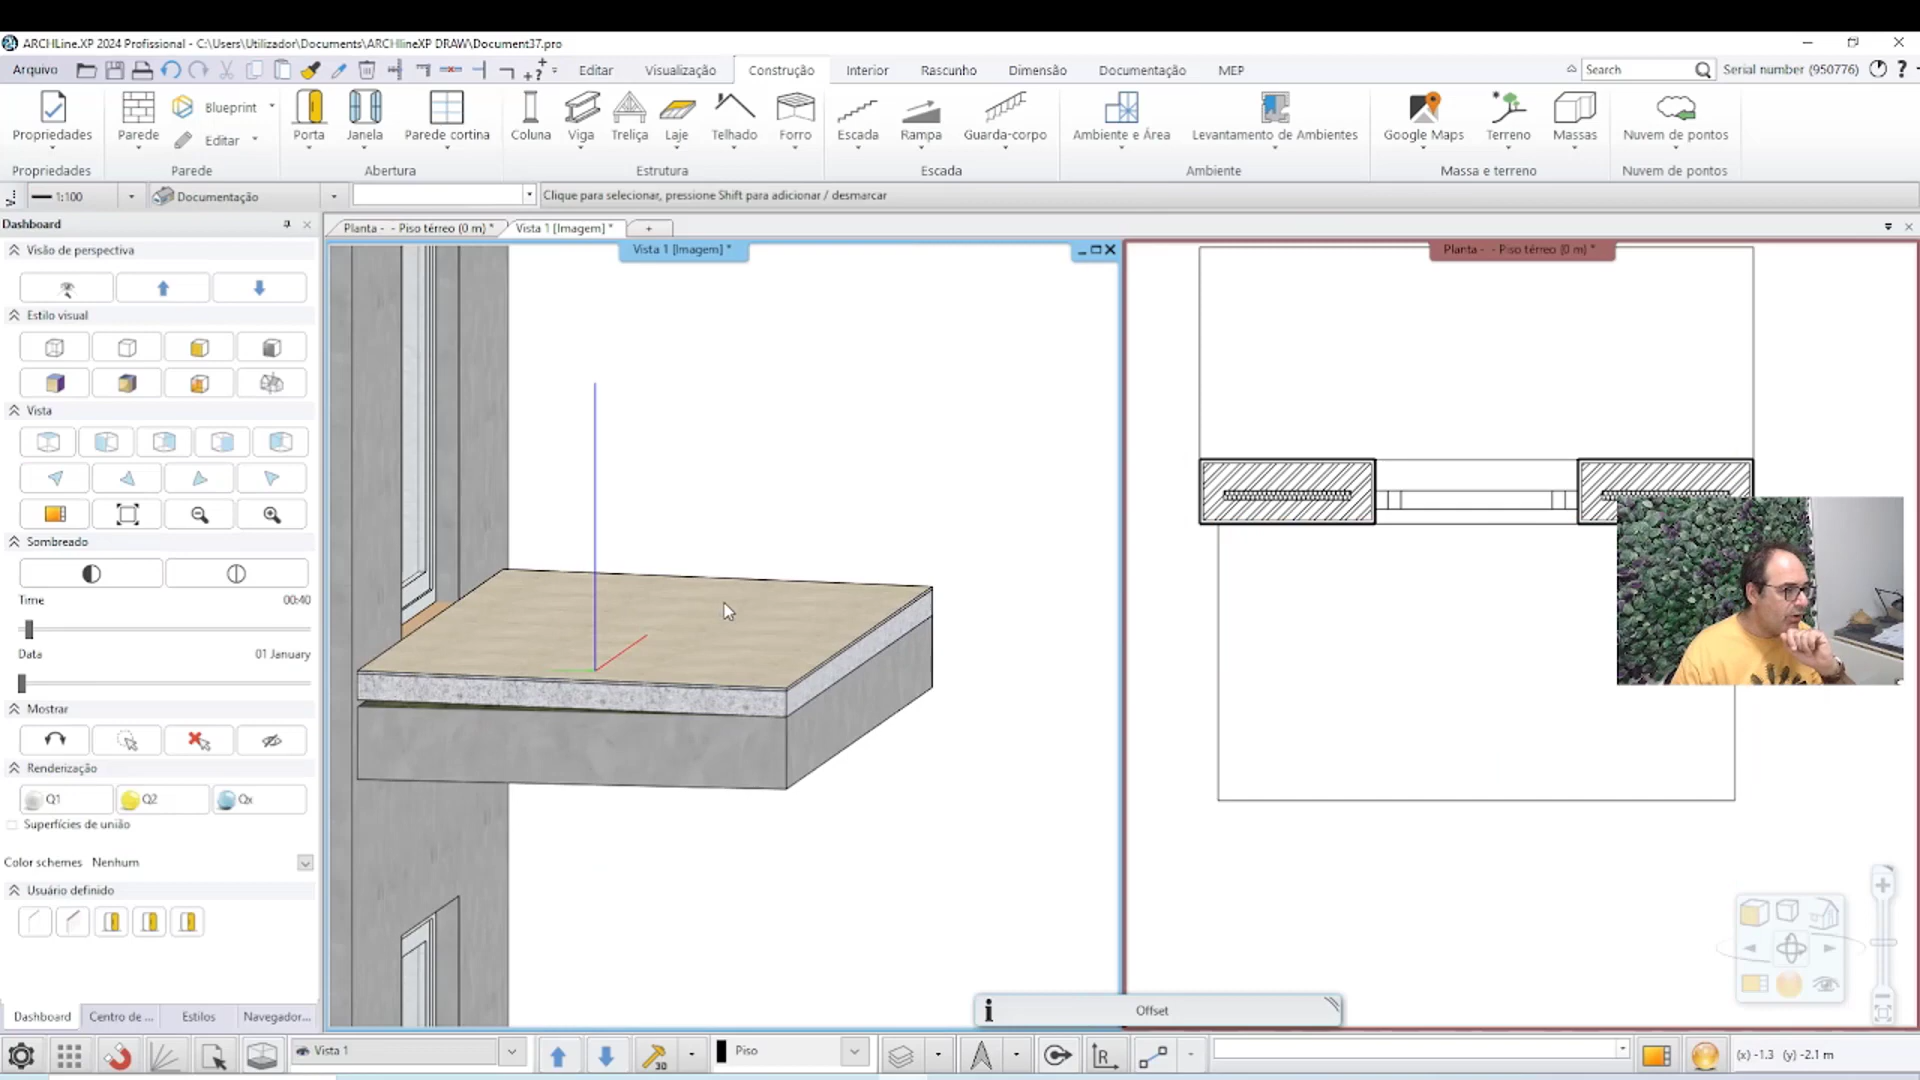 ARCHLine.XP 2024 Profissional - C:\Users\Utilizador\Documents\ARCHlineXP DRAW\Document37.pro
Arquivo Editar Visualização Construção Interior Rascunho Dimensão Documentação MEP Search Serial number (950776)
Propriedades Parede Blueprint Editar Porta Janela Parede cortina Coluna Viga Treliça Laje Telhado Forro Escada Rampa Guarda-corpo Ambiente e Área Levantamento de Ambientes Google Maps Terreno Massas Nuvem de pontos
Propriedades Parede Abertura Estrutura Escada Ambiente Massa e terreno Nuvem de pontos
1:100 Documentação Clique para selecionar, pressione Shift para adicionar / desmarcar
Dashboard
Planta - - Piso térreo (0 m) * Vista 1 [Imagem] * +
Vista 1 [Imagem] *
Planta - - Piso térreo (0 m) *
Visão de perspectiva
Estilo visual
Vista
Sombreado
Time 00:40
Data 01 January
Mostrar
Renderização
Q1 Q2 Qx
Superfícies de união
Color schemes Nenhum
Usuário definido
Offset
Dashboard Centro de ... Estilos Navegador...
Vista 1 30 Piso R (x) -1.3 (y) -2.1 m